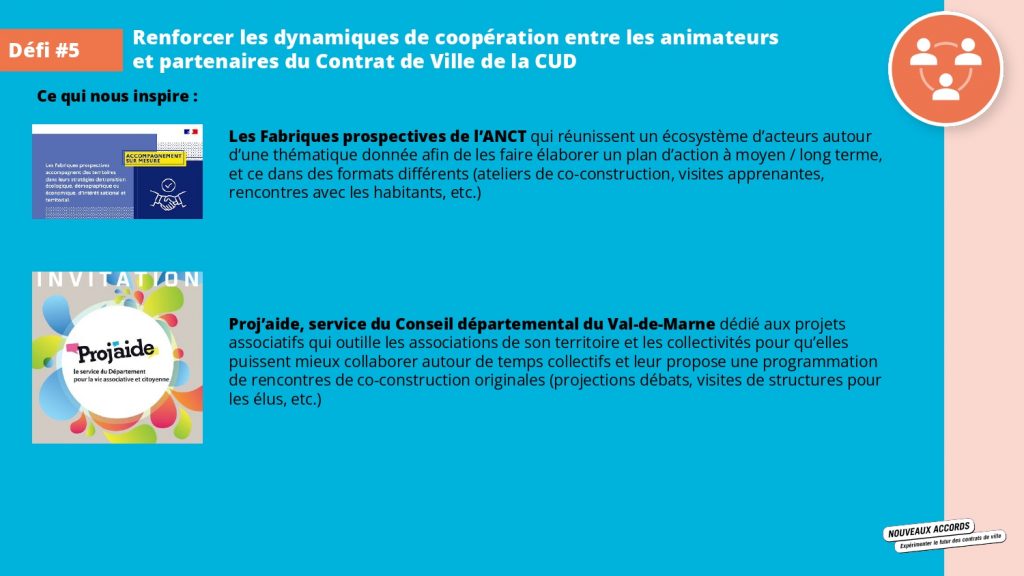 Défi #5
Renforcer les dynamiques de coopération entre les animateurs
et partenaires du Contrat de Ville de la CUD
Ce qui nous inspire :
ACCOMPAGNEMENT
SUR MESURE
Les Fabriques prospectives
accompagnent des territoires
dans leurs stratégies de transition
écologique, démographique ou
économique d'intérêt national et
territorial.
Les Fabriques prospectives de l’ANCT qui réunissent un écosystème d’acteurs autour
d’une thématique donnée afin de les faire élaborer un plan d’action à moyen / long terme,
et ce dans des formats différents (ateliers de co-construction, visites apprenantes,
rencontres avec les habitants, etc.)
INVITATION
Proj'aide
le service du Département
pour la vie associative et citoyenne
Proj’aide, service du Conseil départemental du Val-de-Marne dédié aux projets
associatifs qui outille les associations de son territoire et les collectivités pour qu’elles
puissent mieux collaborer autour de temps collectifs et leur propose une programmation
de rencontres de co-construction originales (projections débats, visites de structures pour
les élus, etc.)
NOUVEAUX ACCORDS
Expérimenter le futur des contrats de ville